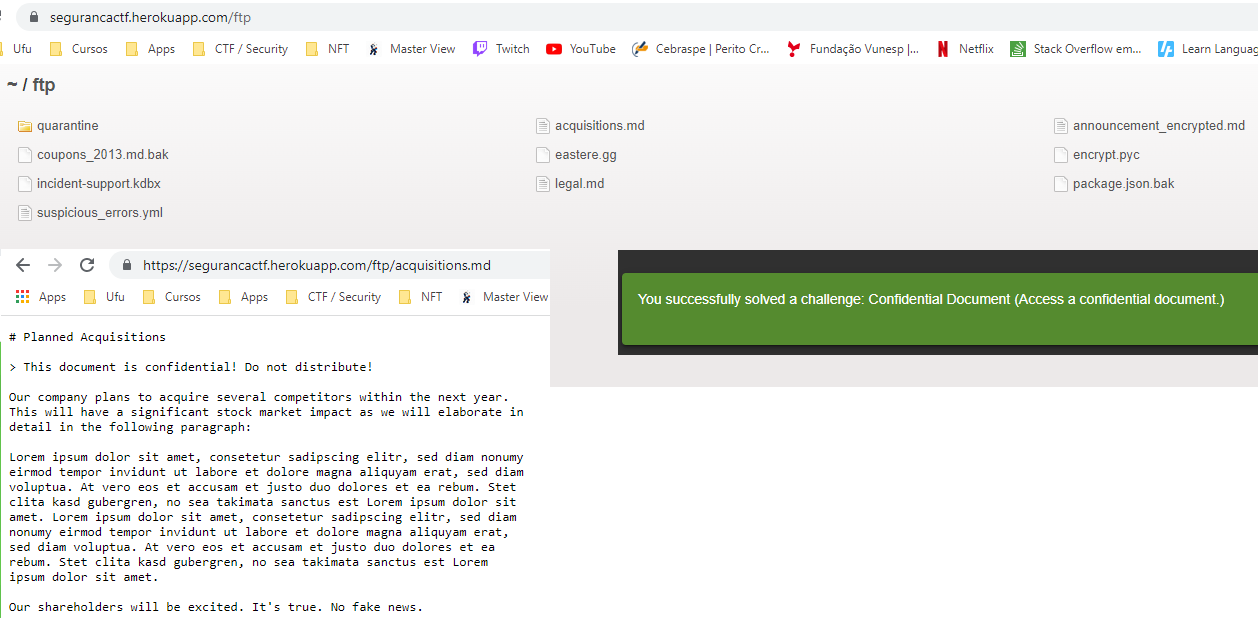 segurancactf.herokuapp.com/ftp
Ufu Cursos Apps CTF / Security NFT Master View Twitch YouTube Cebraspe | Perito Cr... Fundação Vunesp |... Netflix Stack Overflow em... Learn Languag
~ / ftp
quarantine acquisitions.md announcement_encrypted.md
coupons_2013.md.bak eastere.gg encrypt.pyc
incident-support.kdbx legal.md package.json.bak
suspicious_errors.yml
https://segurancactf.herokuapp.com/ftp/acquisitions.md
Apps Ufu Cursos Apps CTF / Security NFT Master View
# Planned Acquisitions
> This document is confidential! Do not distribute!
Our company plans to acquire several competitors within the next year.
This will have a significant stock market impact as we will elaborate in
detail in the following paragraph:
Lorem ipsum dolor sit amet, consetetur sadipscing elitr, sed diam nonumy
eirmod tempor invidunt ut labore et dolore magna aliquyam erat, sed diam
voluptua. At vero eos et accusam et justo duo dolores et ea rebum. Stet
clita kasd gubergren, no sea takimata sanctus est Lorem ipsum dolor sit
amet. Lorem ipsum dolor sit amet, consetetur sadipscing elitr, sed diam
nonumy eirmod tempor invidunt ut labore et dolore magna aliquyam erat,
sed diam voluptua. At vero eos et accusam et justo duo dolores et ea
rebum. Stet clita kasd gubergren, no sea takimata sanctus est Lorem
ipsum dolor sit amet.
Our shareholders will be excited. It's true. No fake news.
You successfully solved a challenge: Confidential Document (Access a confidential document.)